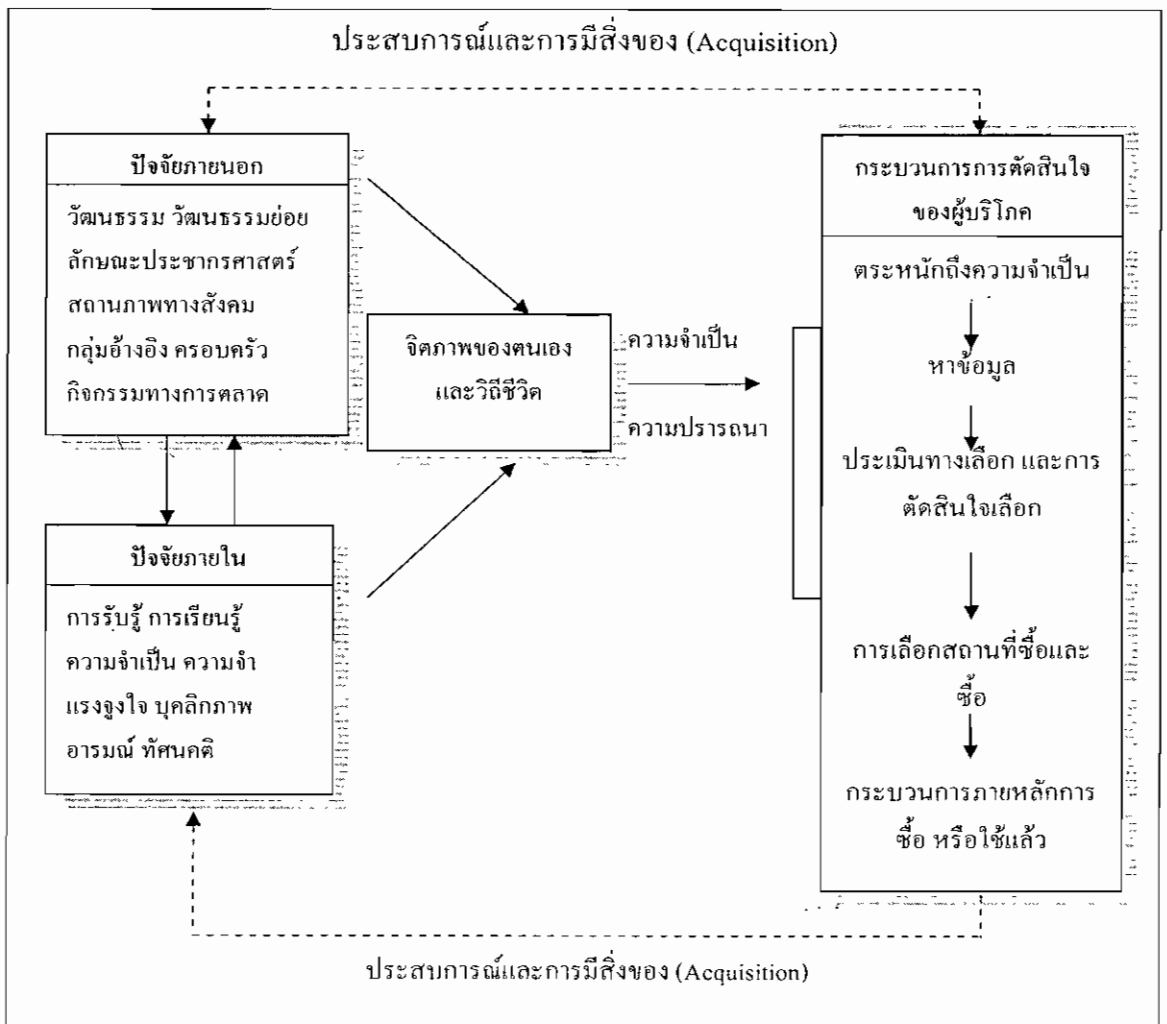 ประสบการณ์และการมีสิ่งของ (Acquisition)
ปัจจัยภายนอก
วัฒนธรรม วัฒนธรรมย่อย
ลักษณะประชากรศาสตร์
สถานภาพทางสังคม
กลุ่มอ้างอิง ครอบครัว
กิจกรรมทางการตลาด
ปัจจัยภายใน
การรับรู้ การเรียนรู้
ความจำเป็น ความจำ
แรงจูงใจ บุคลิกภาพ
อารมณ์ ทัศนคติ
จิตภาพของตนเอง
และวิถีชีวิต
ความจำเป็น
ความปรารถนา
กระบวนการการตัดสินใจ
ของผู้บริโภค
ตระหนักถึงความจำเป็น
หาข้อมูล
ประเมินทางเลือก และการ
ตัดสินใจเลือก
การเลือกสถานที่ซื้อและ
ซื้อ
กระบวนการภายหลักการ
ซื้อ หรือใช้แล้ว
ประสบการณ์และการมีสิ่งของ (Acquisition)